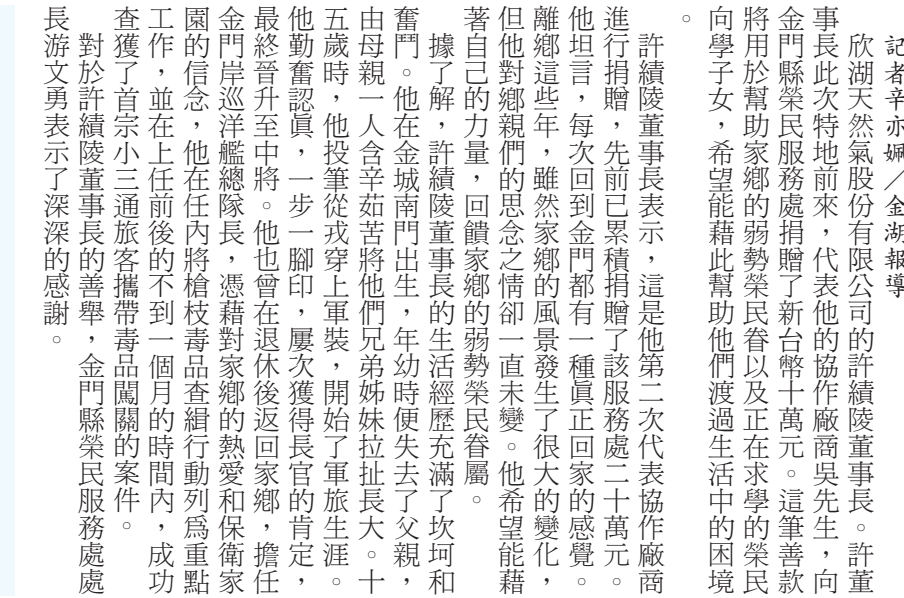 記者辛亦姵／金湖報導
欣湖天然氣股份有限公司的許績陵董事長。許董
事長此次特地前來，代表他的協作廠商吳先生，向
金門縣榮民服務處捐贈了新台幣十萬元。這筆善款
將用於幫助家鄉的弱勢榮民眷以及正在求學的榮民
向學子女，希望能藉此幫助他們渡過生活中的困境
。
許績陵董事長表示，這是他第二次代表協作廠商
進行捐贈，先前已累積捐贈了該服務處二十萬元。
他坦言，每次回到金門都有一種真正回家的感覺。
離鄉這些年，雖然家鄉的風景發生了很大的變化，
但他對鄉親們的思念之情卻一直未變。他希望能藉
著自己的力量，回饋家鄉的弱勢榮民眷屬。
據了解，許績陵董事長的生活經歷充滿了坎坷和
奮鬥。他在金城南門出生，年幼時便失去了父親，
由母親一人含辛茹苦將他們兄弟姊妹拉扯長大。十
五歲時，他投筆從戎穿上軍裝，開始了軍旅生涯。
他勤奮認真，一步一腳印，屢次獲得長官的肯定，
最終晉升至中將。他也曾在退休後返回家鄉，擔任
金門岸巡洋艦總隊長，憑藉對家鄉的熱愛和保衛家
園的信念，他在任內將槍枝毒品查緝行動列為重點
工作，並在上任前後的不到一個月的時間內，成功
查獲了首宗小三通旅客攜帶毒品闖關的案件。
對於許績陵董事長的善舉，金門縣榮民服務處處
長游文勇表示了深深的感謝。